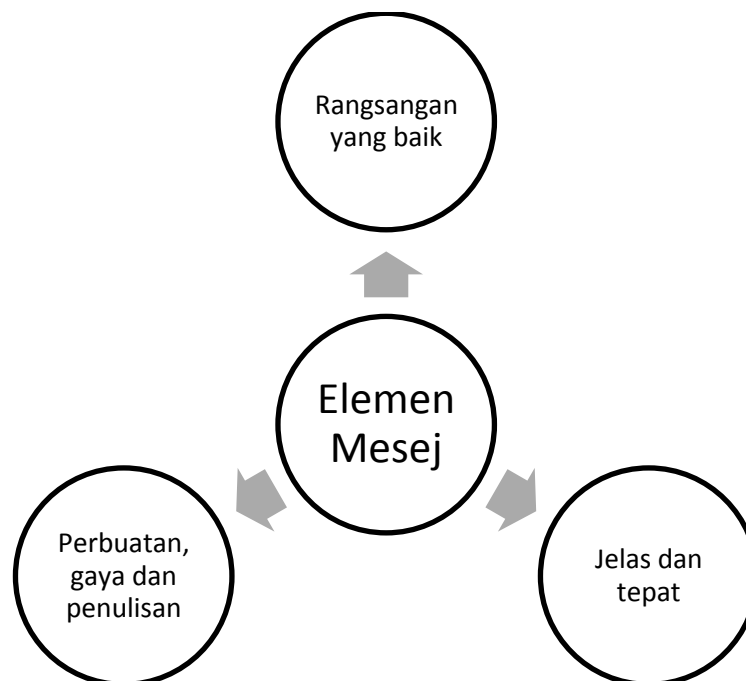 Rangsangan
yang baik
Elemen
Mesej
Perbuatan,
gaya dan
penulisan
Jelas dan
tepat